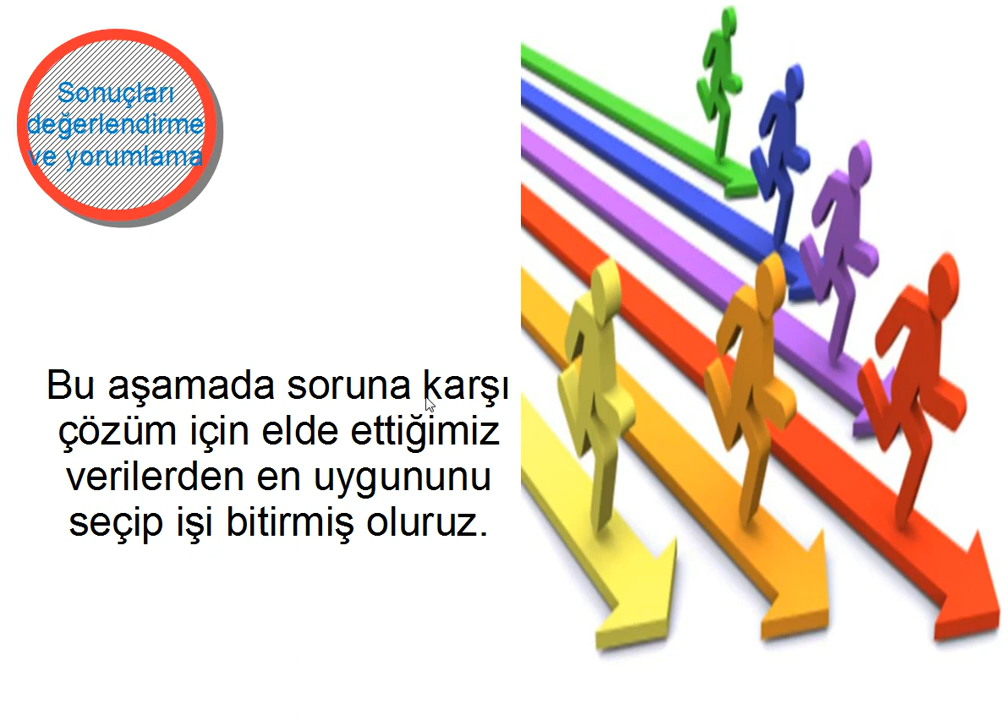 Sonuçları
değerlendirme
ve yorumlama
Bu aşamada soruna karşı
çözüm için elde ettiğimiz
verilerden en uygununu
seçip işi bitirmiş oluruz.